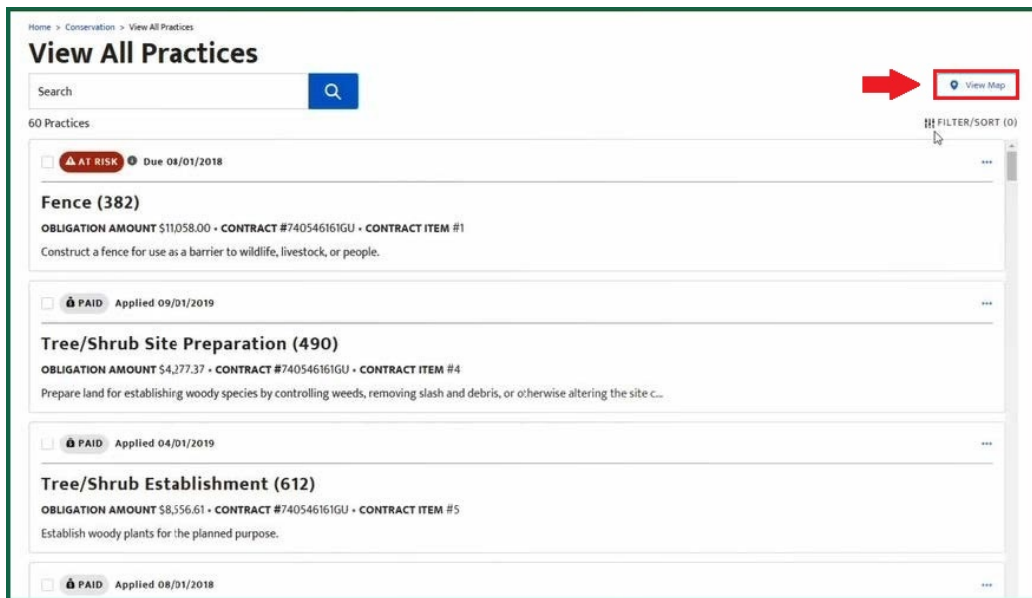 Home > Conservation > View All Practices
View All Practices
Search
View Map
60 Practices
FILTER/SORT (0)
AT RISK Due 08/01/2018
Fence (382)
OBLIGATION AMOUNT $11,058.00 • CONTRACT #740546161GU • CONTRACT ITEM #1
Construct a fence for use as a barrier to wildlife, livestock, or people.
PAID Applied 09/01/2019
Tree/Shrub Site Preparation (490)
OBLIGATION AMOUNT $4,277.37 • CONTRACT #740546161GU • CONTRACT ITEM #4
Prepare land for establishing woody species by controlling weeds, removing slash and debris, or otherwise altering the site c...
PAID Applied 04/01/2019
Tree/Shrub Establishment (612)
OBLIGATION AMOUNT $8,556.61 • CONTRACT #740546161GU • CONTRACT ITEM #5
Establish woody plants for the planned purpose.
PAID Applied 08/01/2018